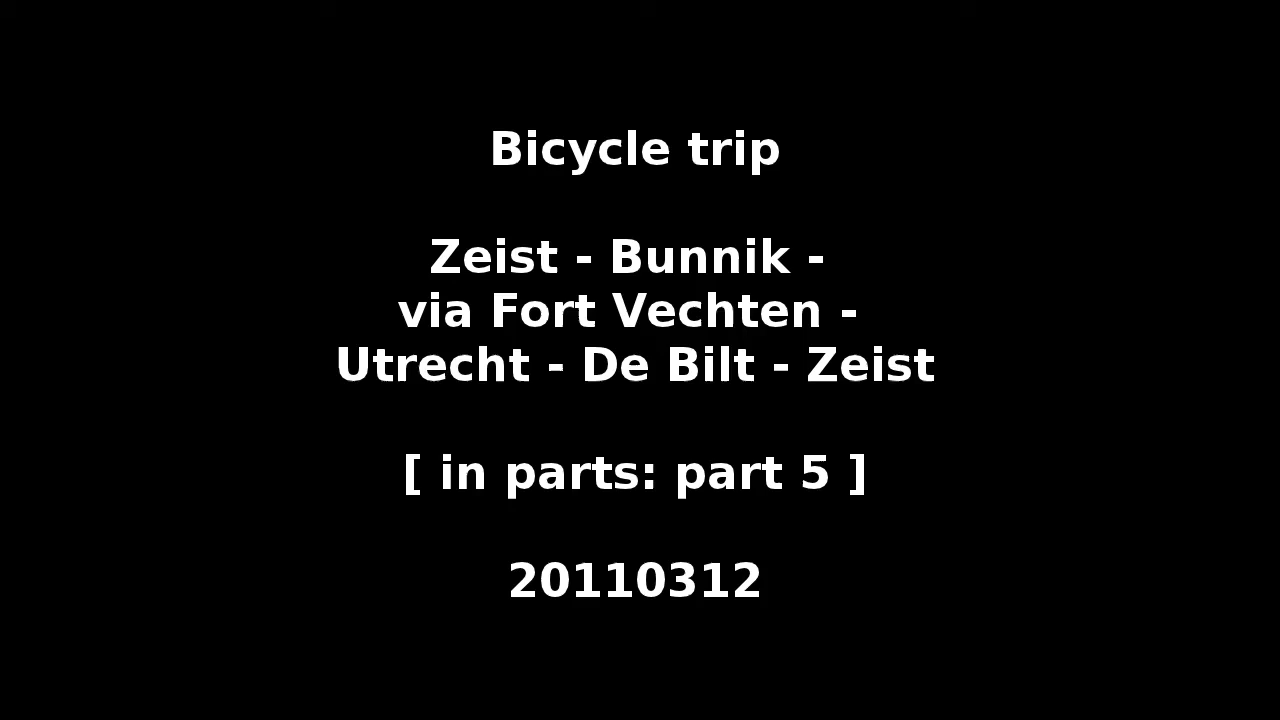 Bicycle trip
Zeist - Bunnik -
via Fort Vechten -
Utrecht - De Bilt - Zeist
[ in parts: part 5 ]
20110312